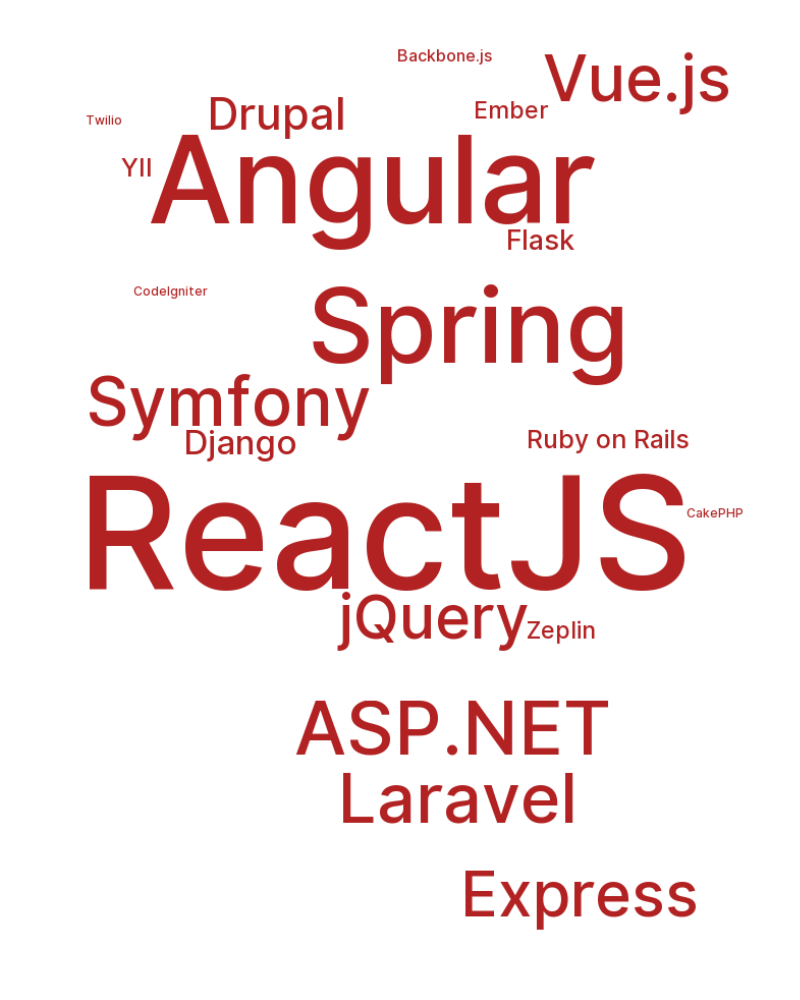 Backbone.js
Vue.js
Drupal
Ember
Twilio
YII
Angular
Flask
CodeIgniter
Spring
Symfony
Django
Ruby on Rails
ReactJS
CakePHP
jQuery
Zeplin
ASP.NET
Laravel
Express